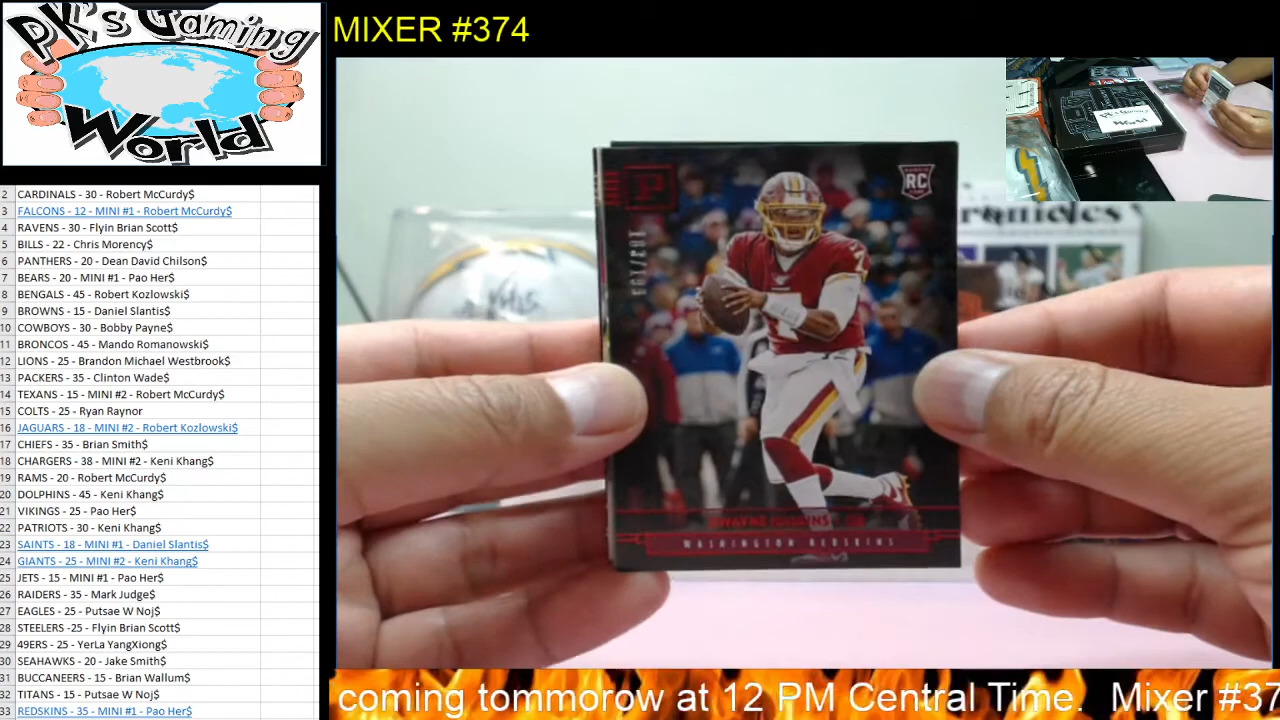 PK's Gaming
World
MIXER #374
2 CARDINALS - 30 - Robert McCurdy$
3 FALCONS - 12 - MINI #1 - Robert McCurdy$
4 RAVENS - 30 - Flyin Brian Scott$
5 BILLS - 22 - Chris Morency$
6 PANTHERS - 20 - Dean David Chilson$
7 BEARS - 20 - MINI #1 - Pao Her$
8 BENGALS - 45 - Robert Kozlowski$
9 BROWNS - 15 - Daniel Slantis$
10 COWBOYS - 30 - Bobby Payne$
11 BRONCOS - 45 - Mando Romanowski$
12 LIONS - 25 - Brandon Michael Westbrook$
13 PACKERS - 35 - Clinton Wade$
14 TEXANS - 15 - MINI #2 - Robert McCurdy$
15 COLTS - 25 - Ryan Raynor
16 JAGUARS - 18 - MINI #2 - Robert Kozlowski$
17 CHIEFS - 35 - Brian Smith$
18 CHARGERS - 38 - MINI #2 - Keni Khang$
19 RAMS - 20 - Robert McCurdy$
20 DOLPHINS - 45 - Keni Khang$
21 VIKINGS - 25 - Pao Her$
22 PATRIOTS - 30 - Keni Khang$
23 SAINTS - 18 - MINI #1 - Daniel Slantis$
24 GIANTS - 25 - MINI #2 - Keni Khang$
25 JETS - 15 - MINI #1 - Pao Her$
26 RAIDERS - 35 - Mark Judge$
27 EAGLES - 25 - Putsae W Noj$
28 STEELERS -25 - Flyin Brian Scott$
29 49ERS - 25 - YerLa YangXiong$
30 SEAHAWKS - 20 - Jake Smith$
31 BUCCANEERS - 15 - Brian Wallum$
32 TITANS - 15 - Putsae W Noj$
33 REDSKINS - 35 - MINI #1 - Pao Her$
P
RC
WASHINGTON REDSKINS
coming tommorow at 12 PM Central Time. Mixer #37